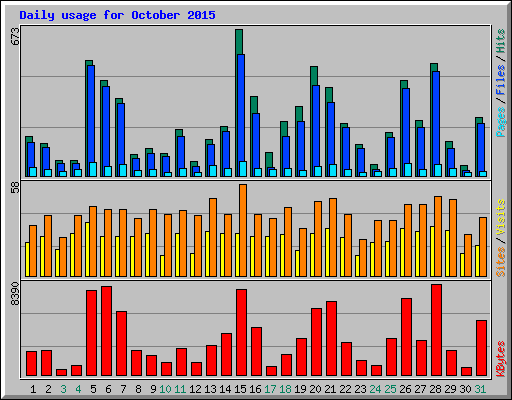 Daily usage for October 2015
673
Pages / Files / Hits
58
Sites / Visits
8390
KBytes
1 2 3 4 5 6 7 8 9 10 11 12 13 14 15 16 17 18 19 20 21 22 23 24 25 26 27 28 29 30 31